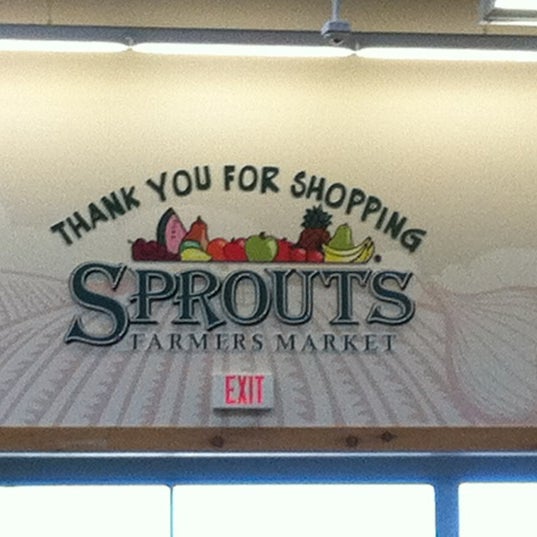 THANK YOU FOR SHOPPING
SPROUTS
FARMERS MARKET
EXIT